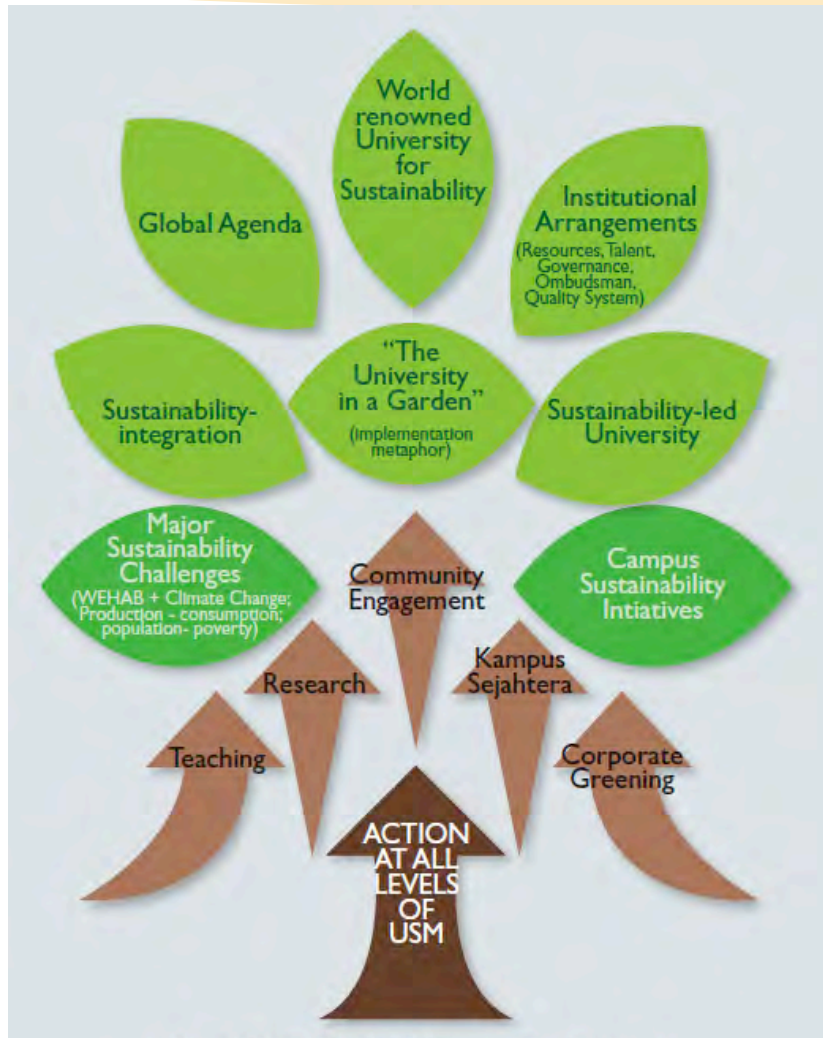 World
renowned
University
for
Sustainability
Global Agenda
Institutional
Arrangements
(Resources, Talent,
Governance,
Ombudsman,
Quality System)
"The
University
in a Garden"
(implementation
metaphor)
Sustainability-
integration
Sustainability-led
University
Major
Sustainability
Challenges
(WEHAB + Climate Change;
Production - consumption;
population- poverty)
Community
Engagement
Campus
Sustainability
Intiatives
Research
Kampus
Sejahtera
Teaching
Corporate
Greening
ACTION
AT ALL
LEVELS
OF
USM